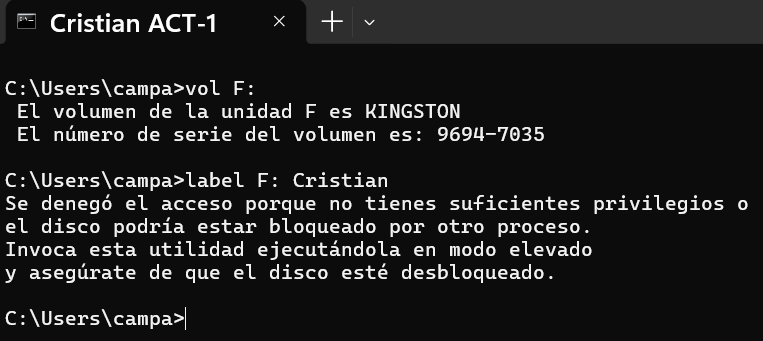 Cristian ACT-1
C:\Users\campa>vol F:
El volumen de la unidad F es KINGSTON
El número de serie del volumen es: 9694-7035
C:\Users\campa>label F: Cristian
Se denegó el acceso porque no tienes suficientes privilegios o
el disco podría estar bloqueado por otro proceso.
Invoca esta utilidad ejecutándola en modo elevado
y asegúrate de que el disco esté desbloqueado.
C:\Users\campa>